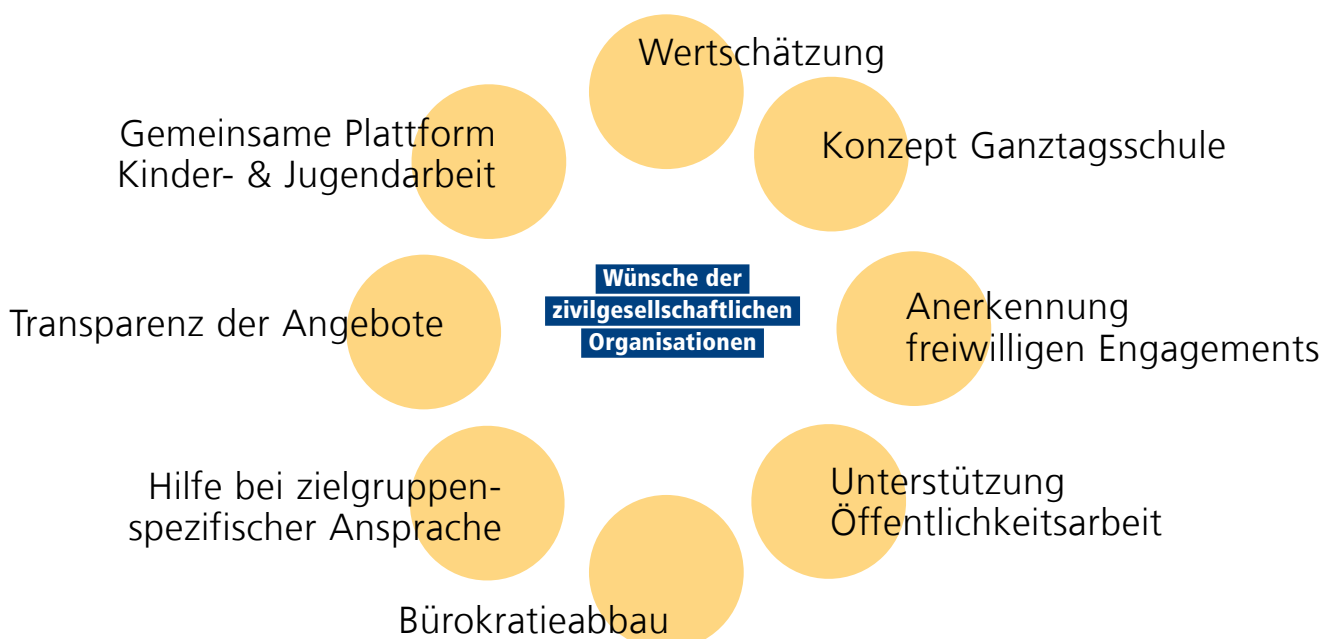 Wertschätzung
Konzept Ganztagsschule
Anerkennung
freiwilligen Engagements
Unterstützung
Öffentlichkeitsarbeit
Bürokratieabbau
Hilfe bei zielgruppen-
spezifischer Ansprache
Transparenz der Angebote
Gemeinsame Plattform
Kinder- & Jugendarbeit
Wünsche der
zivilgesellschaftlichen
Organisationen